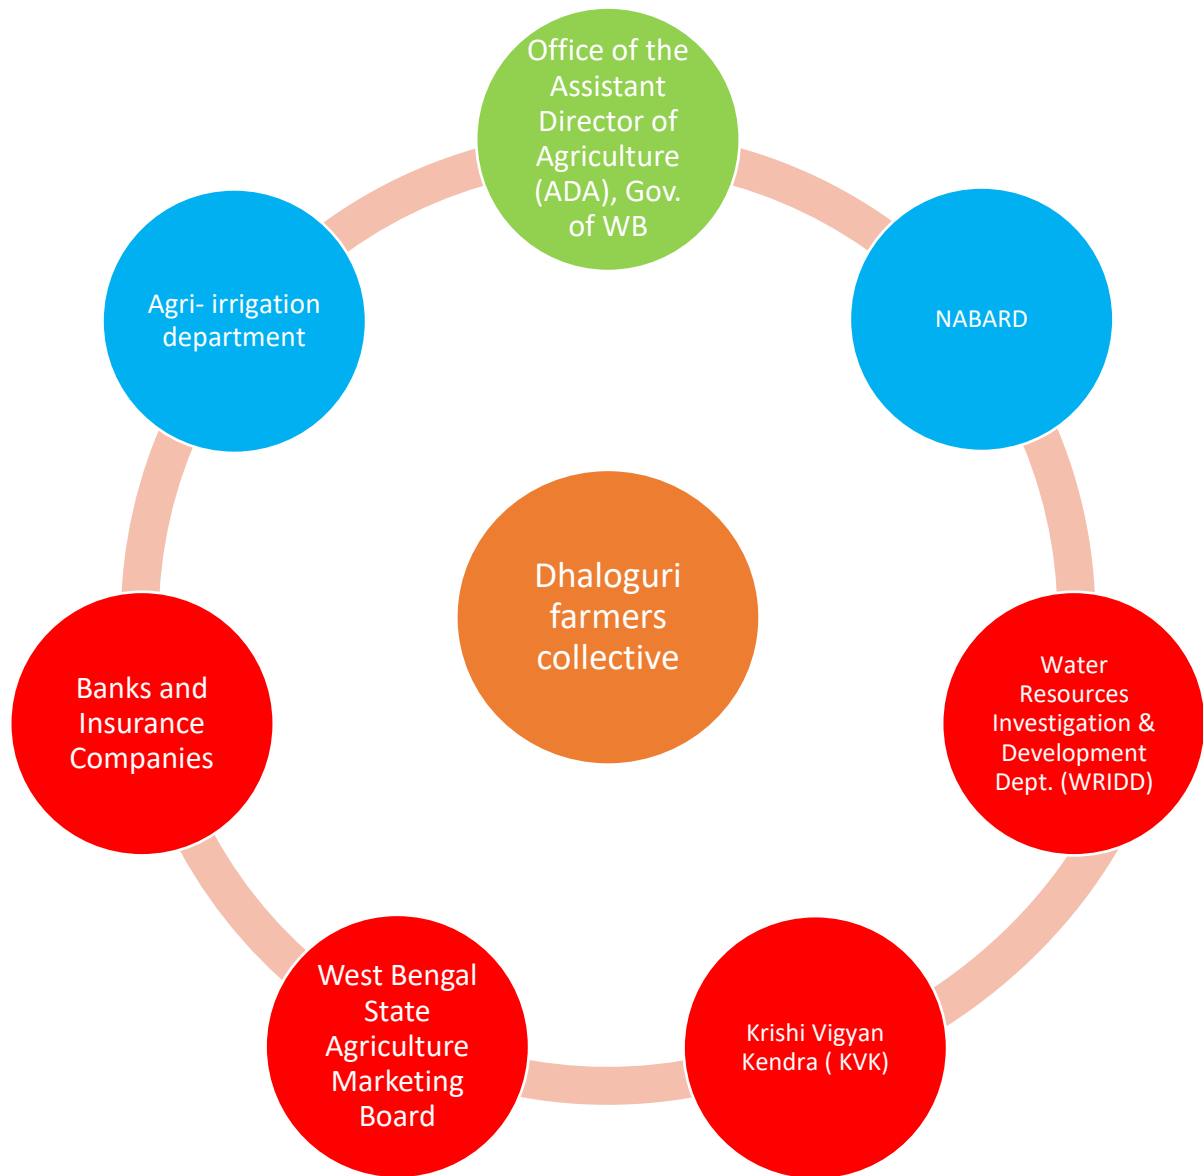 Office of the
Assistant
Director of
Agriculture
(ADA), Gov.
of WB
Agri- irrigation
department
NABARD
Dhaloguri
farmers
collective
Banks and
Insurance
Companies
Water
Resources
Investigation &
Development
Dept. (WRIDD)
West Bengal
State
Agriculture
Marketing
Board
Krishi Vigyan
Kendra ( KVK)